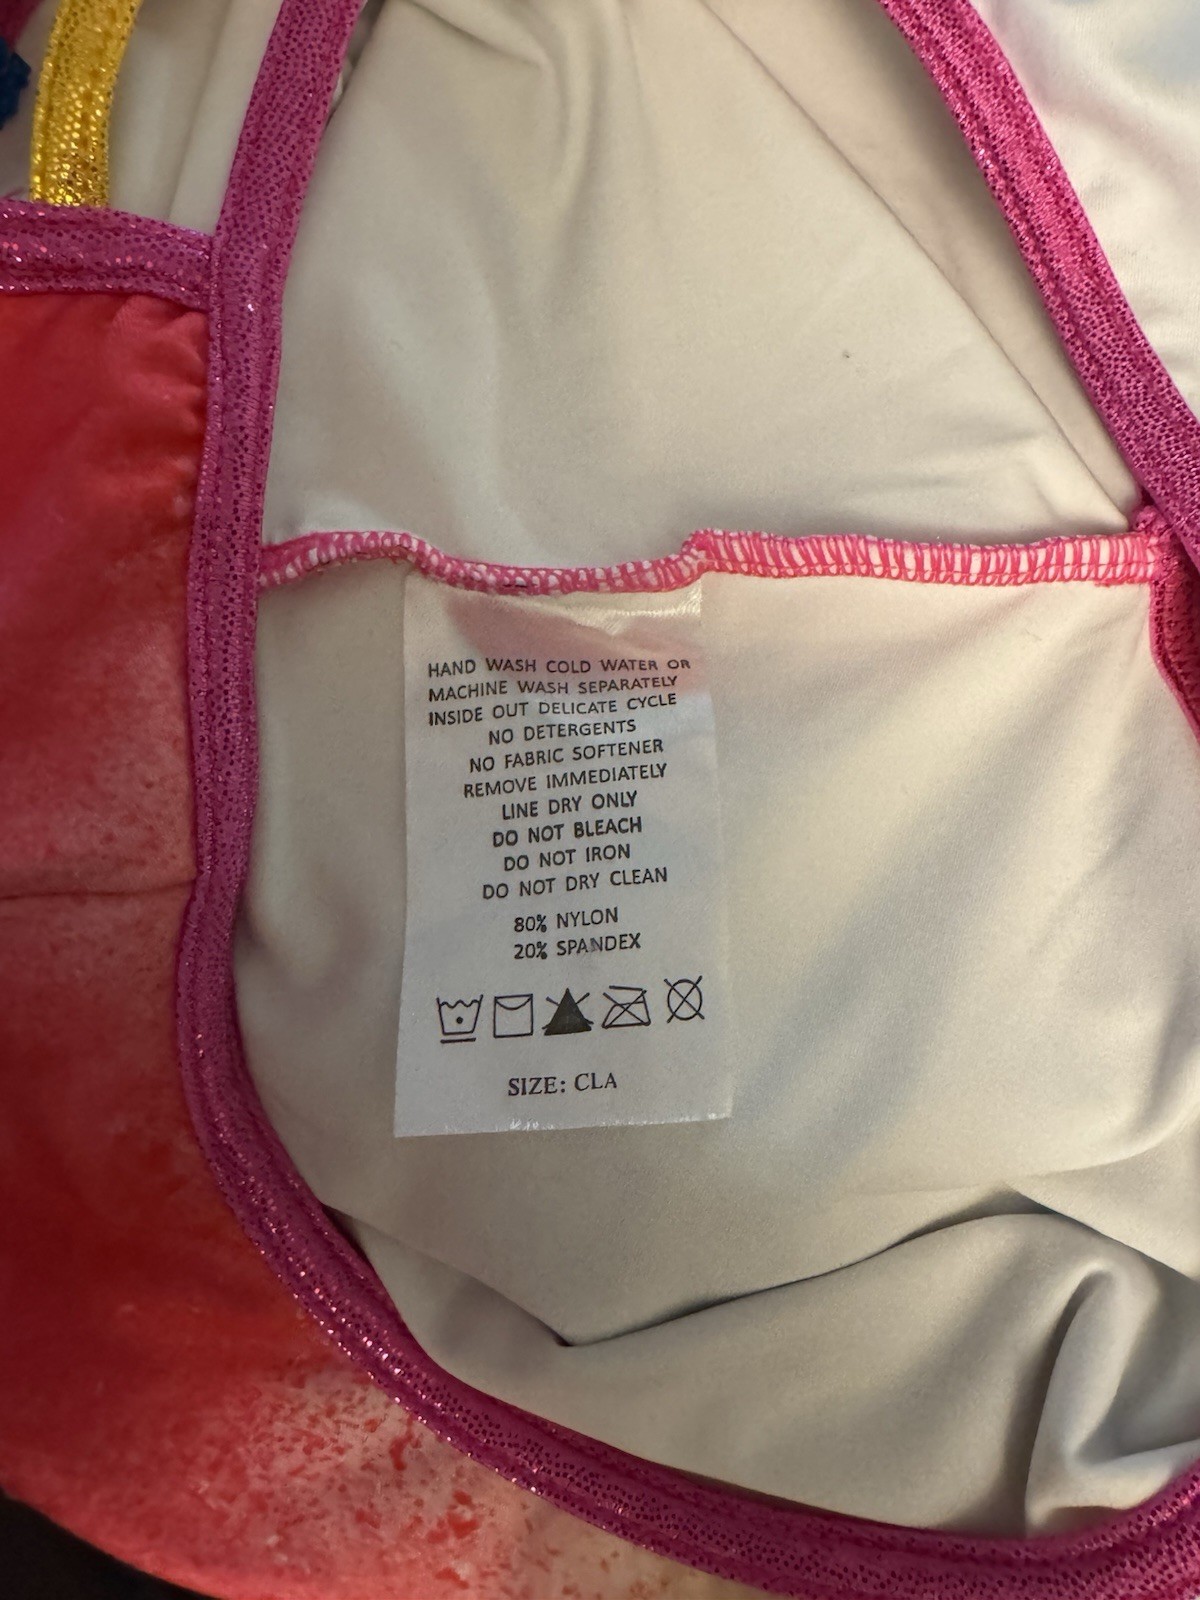 HAND WASH COLD WATER OR
MACHINE WASH SEPARATELY
INSIDE OUT DELICATE CYCLE
NO DETERGENTS
NO FABRIC SOFTENER
REMOVE IMMEDIATELY
LINE DRY ONLY
DO NOT BLEACH
DO NOT IRON
DO NOT DRY CLEAN
80% NYLON
20% SPANDEX
SIZE: CLA